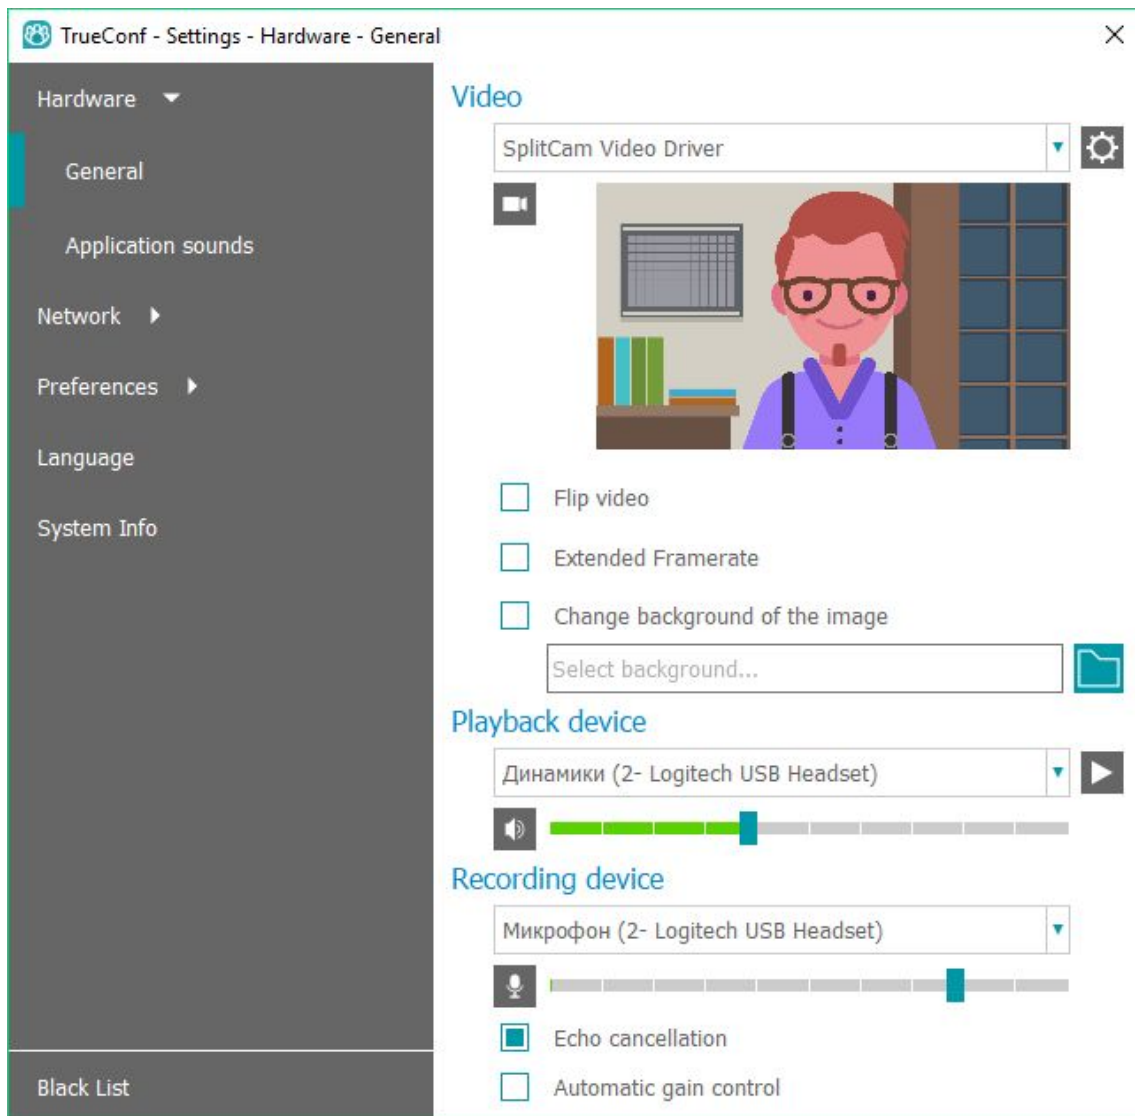 TrueConf - Settings - Hardware - General
Hardware
General
Application sounds
Network
Preferences
Language
System Info
Black List
Video
SplitCam Video Driver
Flip video
Extended Framerate
Change background of the image
Select background...
Playback device
Динамики (2- Logitech USB Headset)
Recording device
Микрофон (2- Logitech USB Headset)
Echo cancellation
Automatic gain control